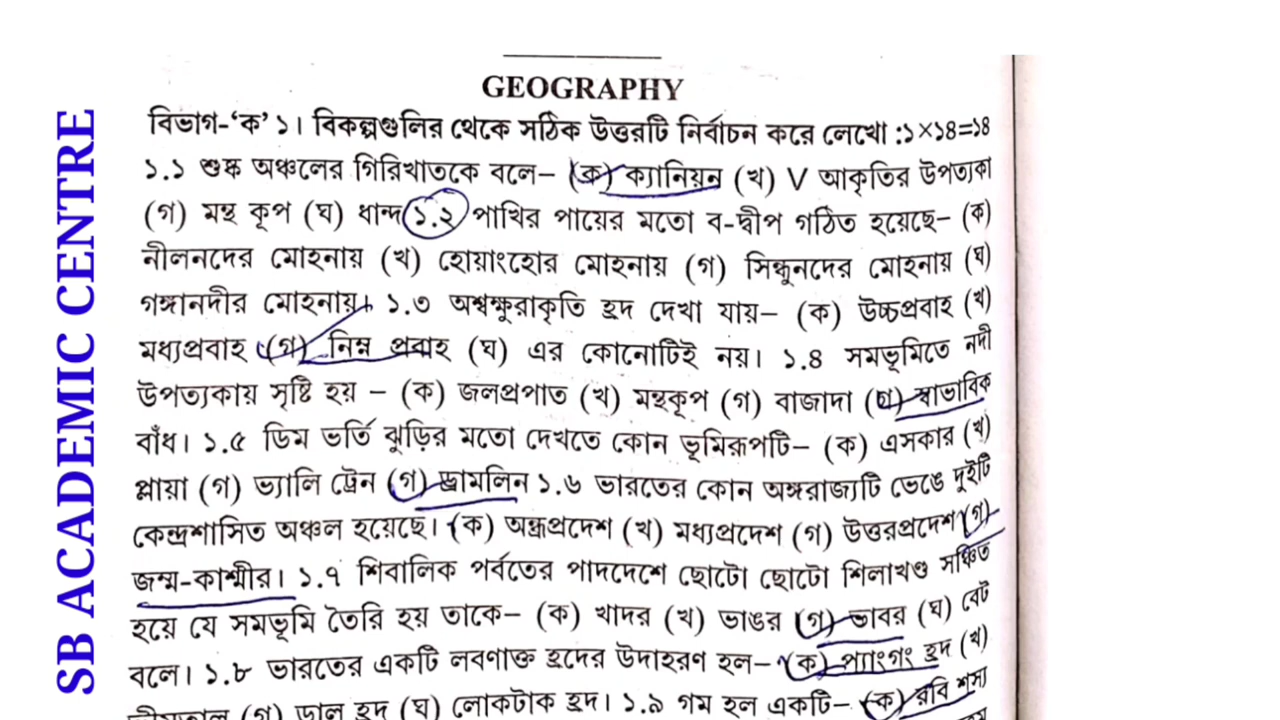 SB ACADEMIC CENTRE
GEOGRAPHY
বিভাগ-‘ক’ ১। বিকল্পগুলির থেকে সঠিক উত্তরটি নির্বাচন করে লেখো :১×১৪=১৪
১.১ শুষ্ক অঞ্চলের গিরিখাতকে বলে– (ক) ক্যানিয়ন (খ) V আকৃতির উপত্যকা
(গ) মন্থ কূপ (ঘ) ধান্দ ১.২ পাখির পায়ের মতো ব-দ্বীপ গঠিত হয়েছে– (ক)
নীলনদের মোহনায় (খ) হোয়াংহোর মোহনায় (গ) সিন্ধুনদের মোহনায় (ঘ)
গঙ্গানদীর মোহনায়। ১.৩ অশ্বক্ষুরাকৃতি হ্রদ দেখা যায়– (ক) উচ্চপ্রবাহ (খ)
মধ্যপ্রবাহ (গ) নিম্ন প্রবাহ (ঘ) এর কোনোটিই নয়। ১.৪ সমভূমিতে নদী
উপত্যকায় সৃষ্টি হয় – (ক) জলপ্রপাত (খ) মন্থকূপ (গ) বাজাদা (ঘ) স্বাভাবিক
বাঁধ। ১.৫ ডিম ভর্তি ঝুড়ির মতো দেখতে কোন ভূমিরূপটি– (ক) এসকার (খ)
প্লায়া (গ) ভ্যালি ট্রেন (গ) ড্রামলিন ১.৬ ভারতের কোন অঙ্গরাজ্যটি ভেঙে দুইটি
কেন্দ্রশাসিত অঞ্চল হয়েছে। (ক) অন্ধ্রপ্রদেশ (খ) মধ্যপ্রদেশ (গ) উত্তরপ্রদেশ (গ)
জম্ম-কাশ্মীর। ১.৭ শিবালিক পর্বতের পাদদেশে ছোটো ছোটো শিলাখণ্ড সঞ্চিত
হয়ে যে সমভূমি তৈরি হয় তাকে– (ক) খাদর (খ) ভাঙর (গ) ভাবর (ঘ) বেট
বলে। ১.৮ ভারতের একটি লবণাক্ত হ্রদের উদাহরণ হল– (ক) প্যাংগং হ্রদ (খ)
(গ) ডাল হ্রদ (ঘ) লোকটাক হ্রদ। ১.৯ গম হল একটি– (ক) রবি শস্য